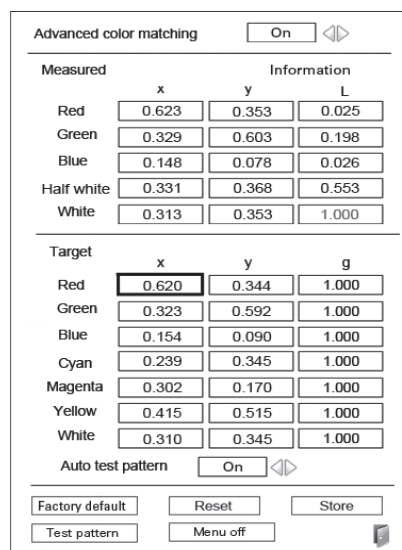 Advanced color matching On
Measured Information
x y L
Red 0.623 0.353 0.025
Green 0.329 0.603 0.198
Blue 0.148 0.078 0.026
Half white 0.331 0.368 0.553
White 0.313 0.353 1.000
Target
x y g
Red 0.620 0.344 1.000
Green 0.323 0.592 1.000
Blue 0.154 0.090 1.000
Cyan 0.239 0.345 1.000
Magenta 0.302 0.170 1.000
Yellow 0.415 0.515 1.000
White 0.310 0.345 1.000
Auto test pattern On
Factory default Reset Store
Test pattern Menu off